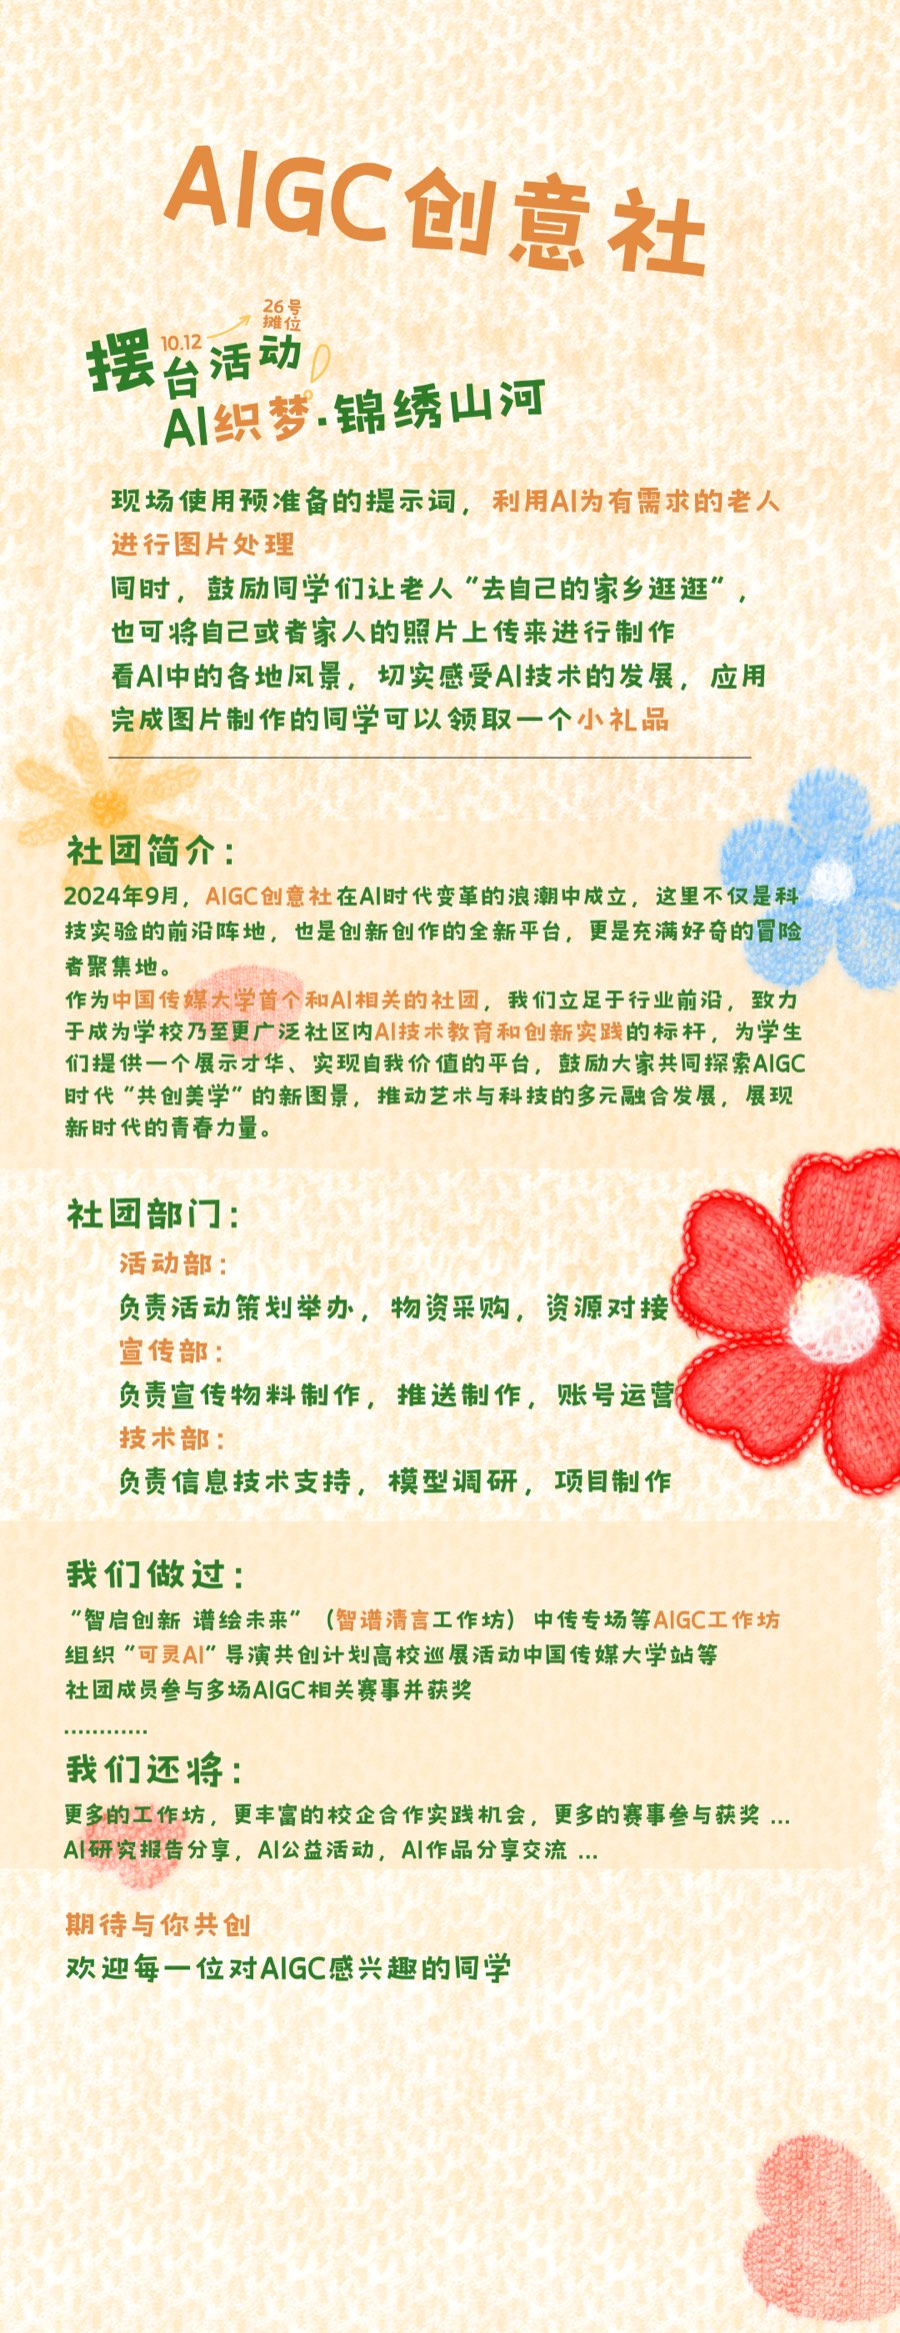 AIGC创意社
26号
摊位
10.12
摆台活动
AI织梦·锦绣山河
现场使用预准备的提示词，利用AI为有需求的老人
进行图片处理
同时，鼓励同学们让老人“去自己的家乡逛逛”，
也可将自己或者家人的照片上传来进行制作
看AI中的各地风景，切实感受AI技术的发展，应用
完成图片制作的同学可以领取一个小礼品
社团简介：
2024年9月，AIGC创意社在AI时代变革的浪潮中成立，这里不仅是科
技实验的前沿阵地，也是创新创作的全新平台，更是充满好奇的冒险
者聚集地。
作为中国传媒大学首个和AI相关的社团，我们立足于行业前沿，致力
于成为学校乃至更广泛社区内AI技术教育和创新实践的标杆，为学生
们提供一个展示才华、实现自我价值的平台，鼓励大家共同探索AIGC
时代“共创美学”的新图景，推动艺术与科技的多元融合发展，展现
新时代的青春力量。
社团部门：
活动部：
负责活动策划举办，物资采购，资源对接
宣传部：
负责宣传物料制作，推送制作，账号运营
技术部：
负责信息技术支持，模型调研，项目制作
我们做过：
“智启创新 谱绘未来”（智谱清言工作坊）中传专场等AIGC工作坊
组织“可灵AI”导演共创计划高校巡展活动中国传媒大学站等
社团成员参与多场AIGC相关赛事并获奖
............
我们还将：
更多的工作坊，更丰富的校企合作实践机会，更多的赛事参与获奖 ...
AI研究报告分享，AI公益活动，AI作品分享交流 ...
期待与你共创
欢迎每一位对AIGC感兴趣的同学